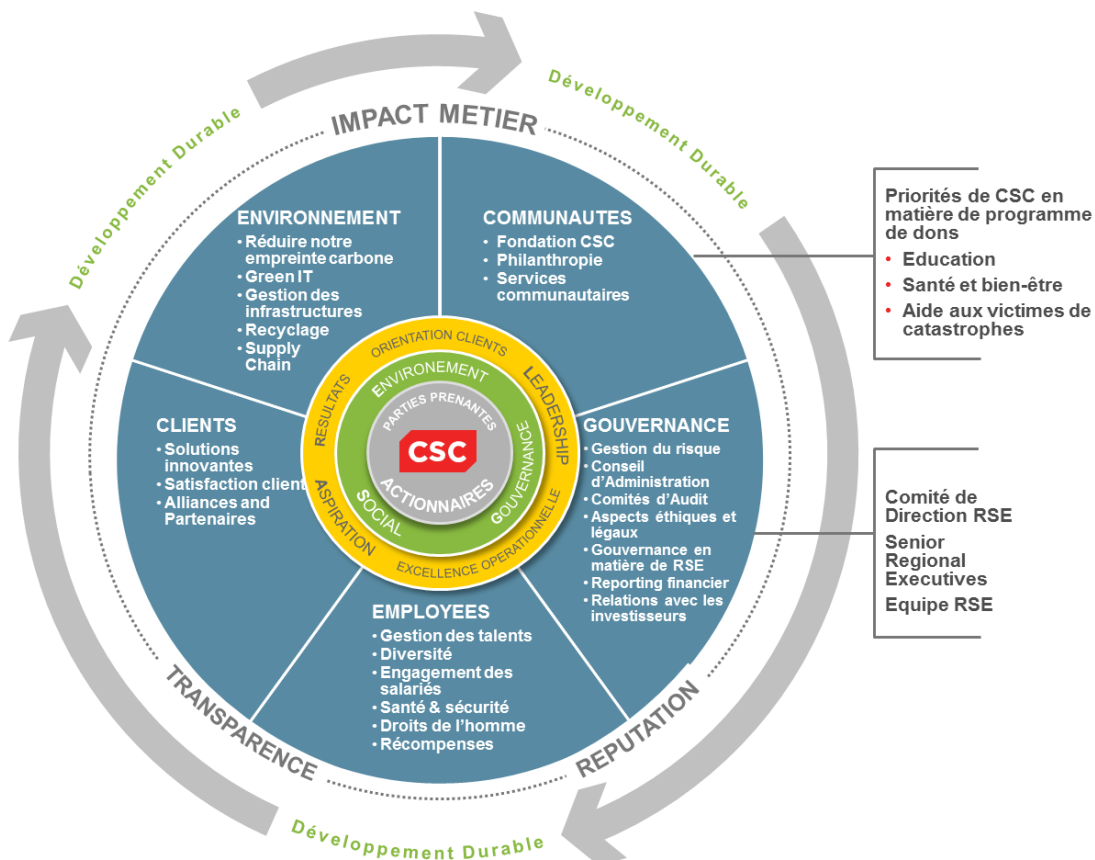 Développement Durable
Développement Durable
IMPACT METIER
ENVIRONNEMENT
• Réduire notre
empreinte carbone
• Green IT
• Gestion des
infrastructures
• Recyclage
• Supply
Chain
COMMUNAUTES
• Fondation CSC
• Philanthropie
• Services
communautaires
Priorités de CSC en
matière de programme
de dons
• Education
• Santé et bien-être
• Aide aux victimes de
catastrophes
CLIENTS
• Solutions
innovantes
• Satisfaction client
• Alliances and
Partenaires
RESULTATS
ORIENTATION CLIENTS
LEADERSHIP
EXCELLENCE OPERATIONNELLE
ASPIRATION
ENVIRONEMENT
GOUVERNANCE
SOCIAL
PARTIES PRENANTES
CSC
ACTIONNAIRES
GOUVERNANCE
• Gestion du risque
• Conseil
d’Administration
• Comités d’Audit
• Aspects éthiques et
légaux
• Gouvernance en
matière de RSE
• Reporting financier
• Relations avec les
investisseurs
Comité de
Direction RSE
Senior
Regional
Executives
Equipe RSE
EMPLOYEES
• Gestion des talents
• Diversité
• Engagement des
salariés
• Santé & sécurité
• Droits de l’homme
• Récompenses
TRANSPARENCE
REPUTATION
Développement Durable